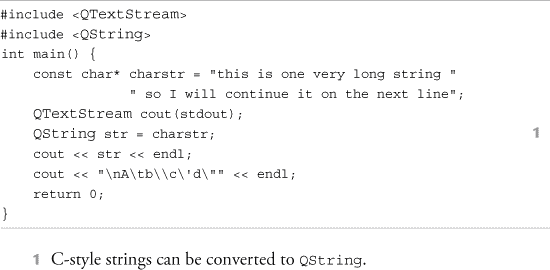 #include <QTextStream>
#include <QString>
int main() {
    const char* charstr = "this is one very long string "
                " so I will continue it on the next line";
    QTextStream cout(stdout);
    QString str = charstr; 1
    cout << str << endl;
    cout << "\nA\tb\\c\'d\"" << endl;
    return 0;
}
1 C-style strings can be converted to QString.